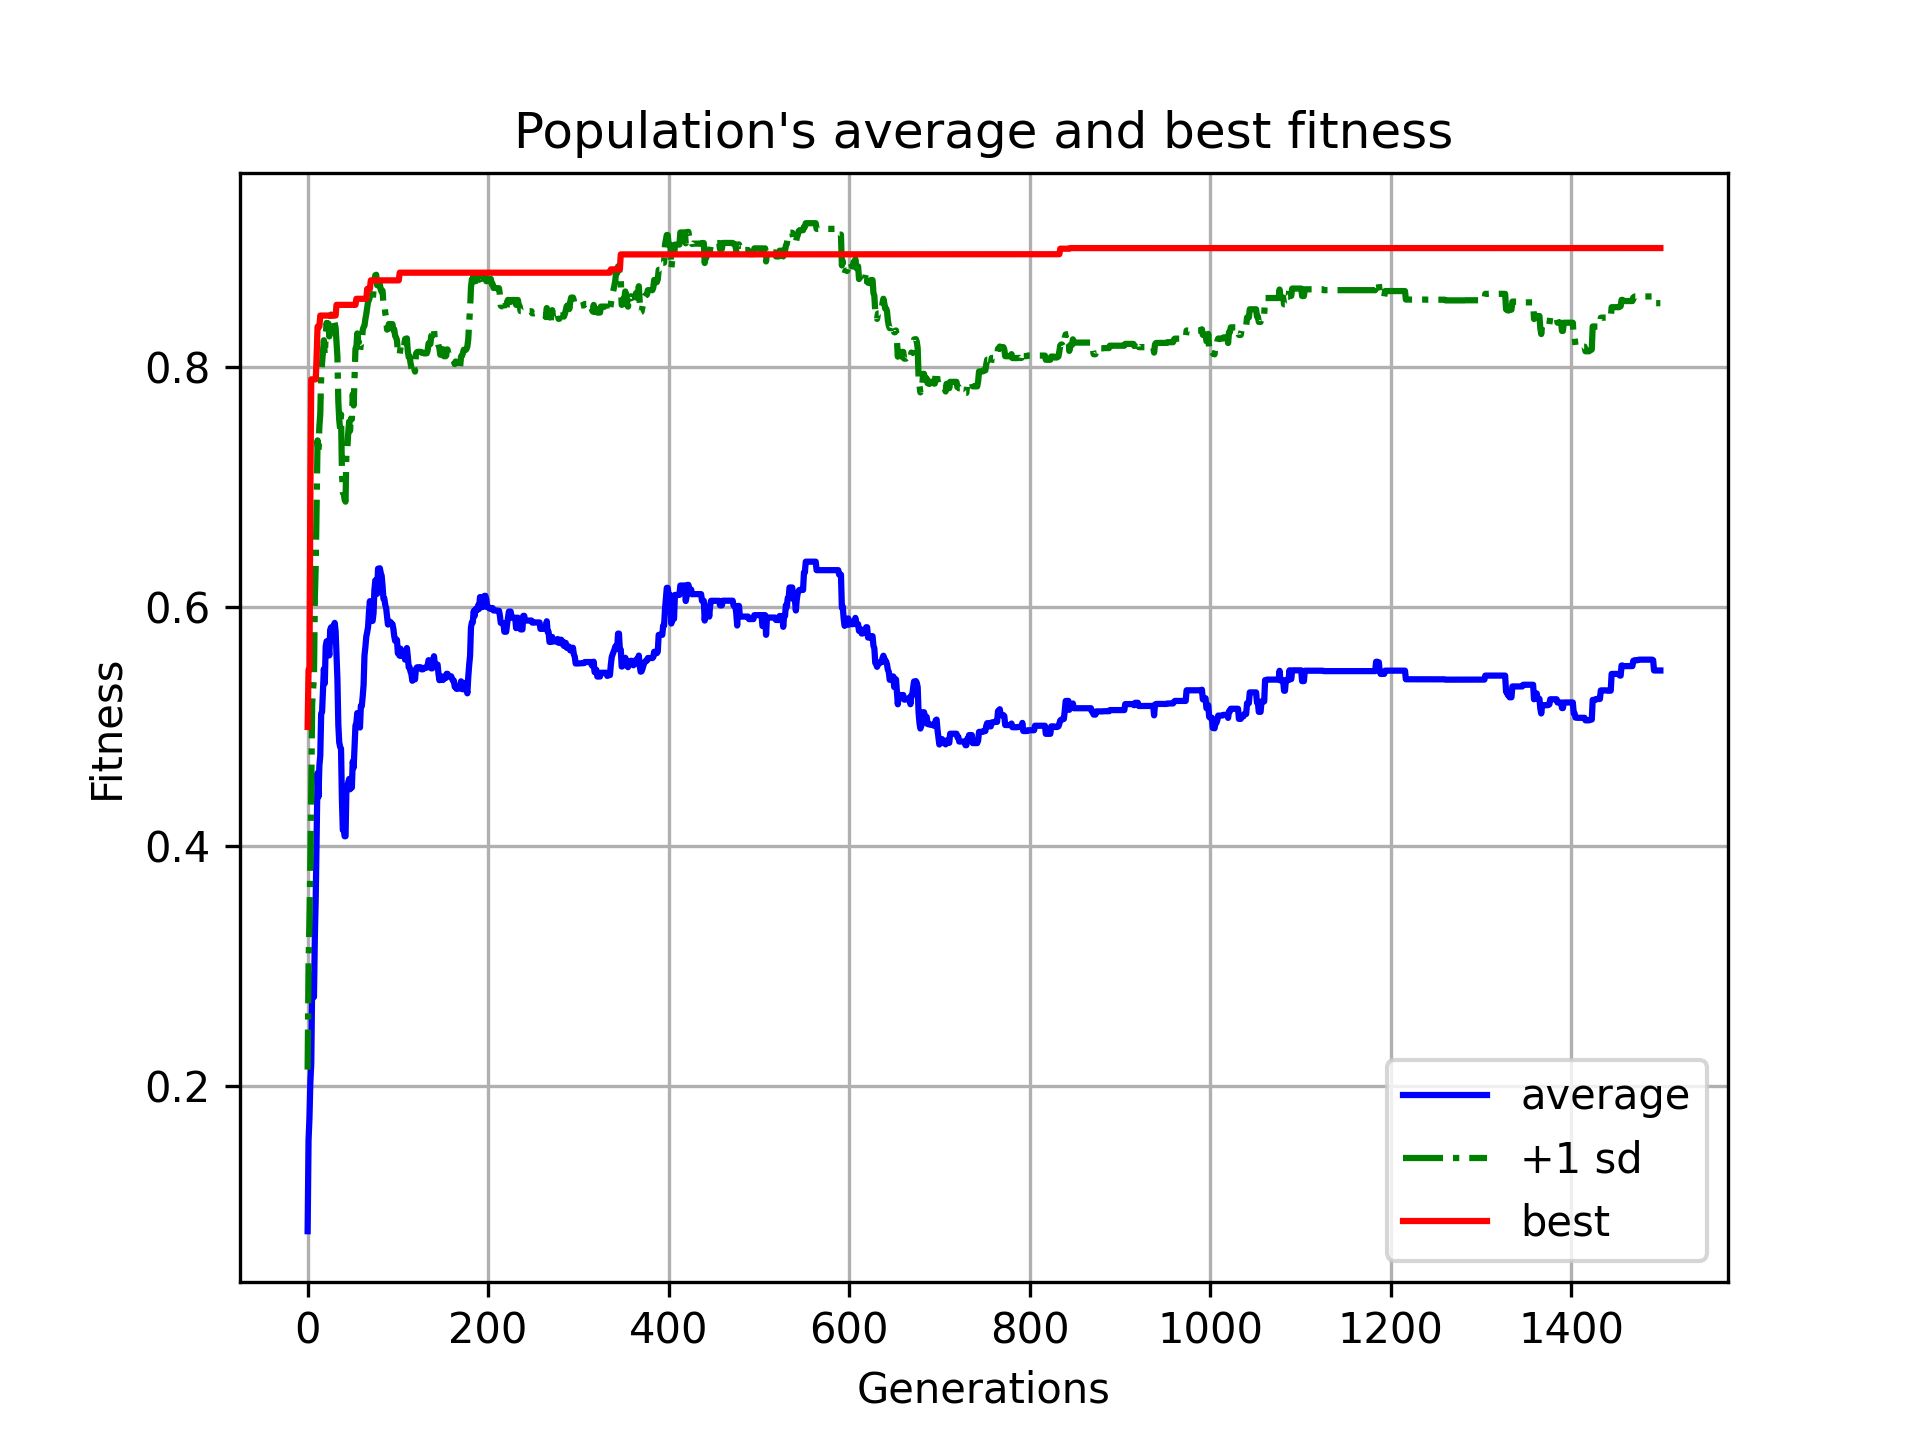 Population's average and best fitness
Fitness
0.8
0.6
0.4
0.2
average
+1 sd
best
0 200 400 600 800 1000 1200 1400
Generations